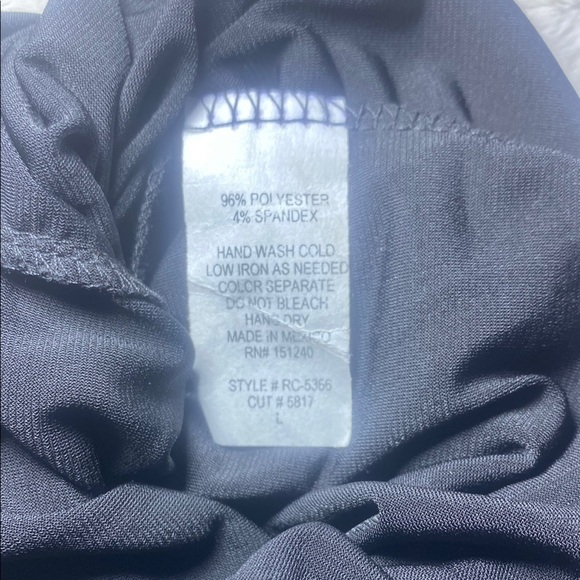 96% POLYESTER
4% SPANDEX
HAND WASH COLD
LOW IRON AS NEEDED
COLOR SEPARATE
DO NOT BLEACH
HANG DRY
MADE IN MEXICO
RN# 151240
STYLE # RC-5366
CUT # 5817
L